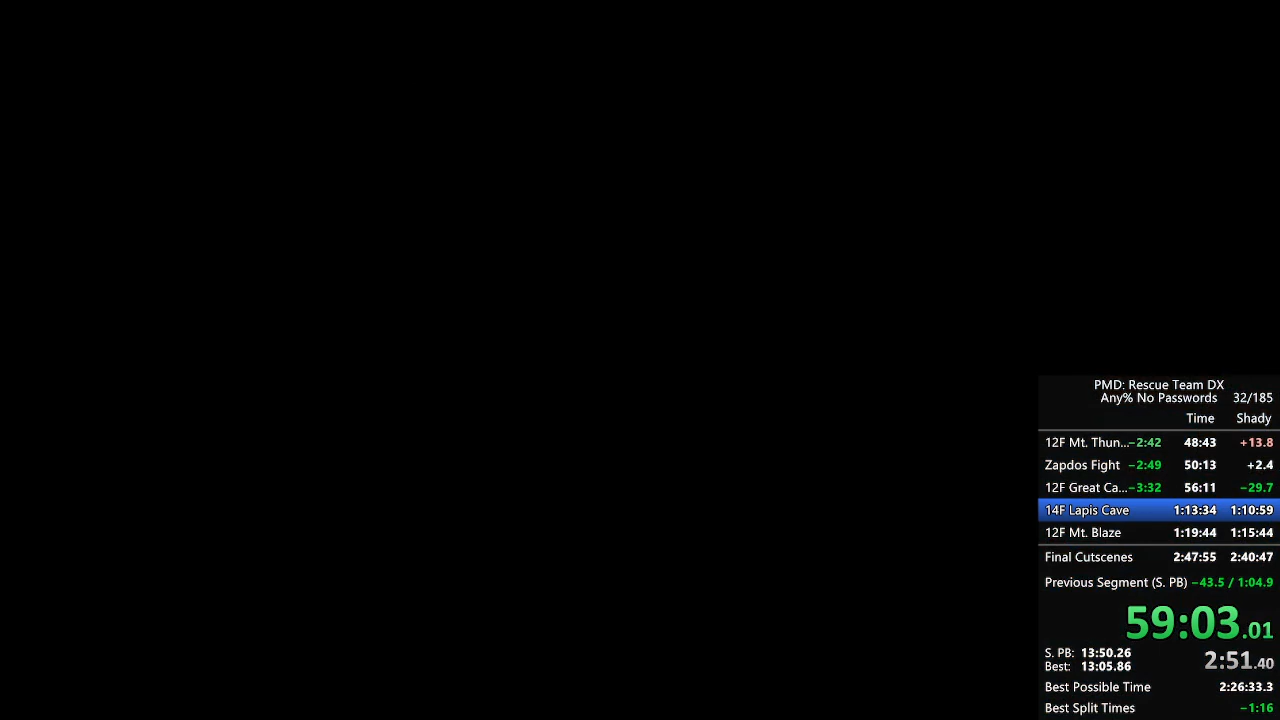 PMD: Rescue Team DX
Any% No Passwords 32/185
Time Shady
12F Mt. Thun... −2:42 48:43 +13.8
Zapdos Fight −2:49 50:13 +2.4
12F Great Ca... −3:32 56:11 −29.7
14F Lapis Cave 1:13:34 1:10:59
12F Mt. Blaze 1:19:44 1:15:44
Final Cutscenes 2:47:55 2:40:47
Previous Segment (S. PB) −43.5 / 1:04.9
59:03.01
S. PB: 13:50.26
Best: 13:05.86
2:51.40
Best Possible Time 2:26:33.3
Best Split Times −1:16